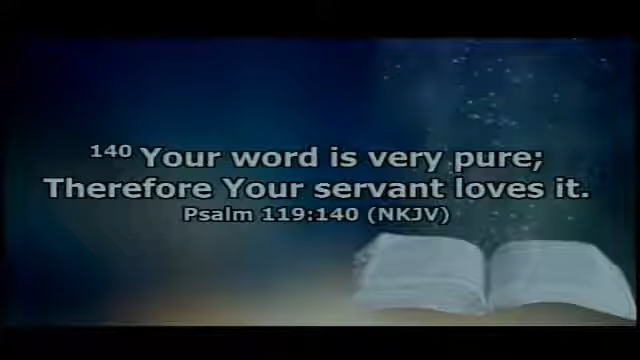 140 Your word is very pure;
Therefore Your servant loves it.
Psalm 119:140 (NKJV)